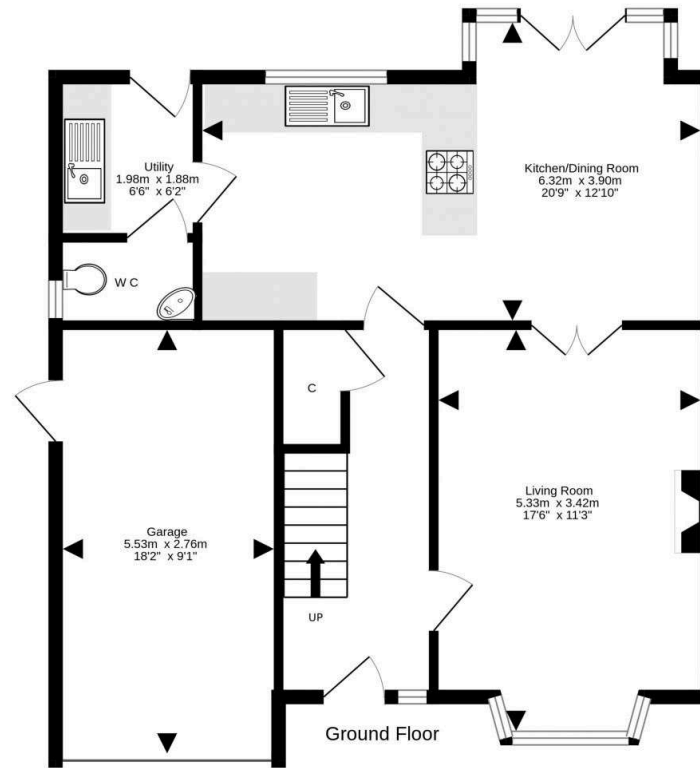 Utility
1.98m x 1.88m
6'6" x 6'2"
Kitchen/Dining Room
6.32m x 3.90m
20'9" x 12'10"
W C
C
Living Room
5.33m x 3.42m
17'6" x 11'3"
Garage
5.53m x 2.76m
18'2" x 9'1"
UP
Ground Floor